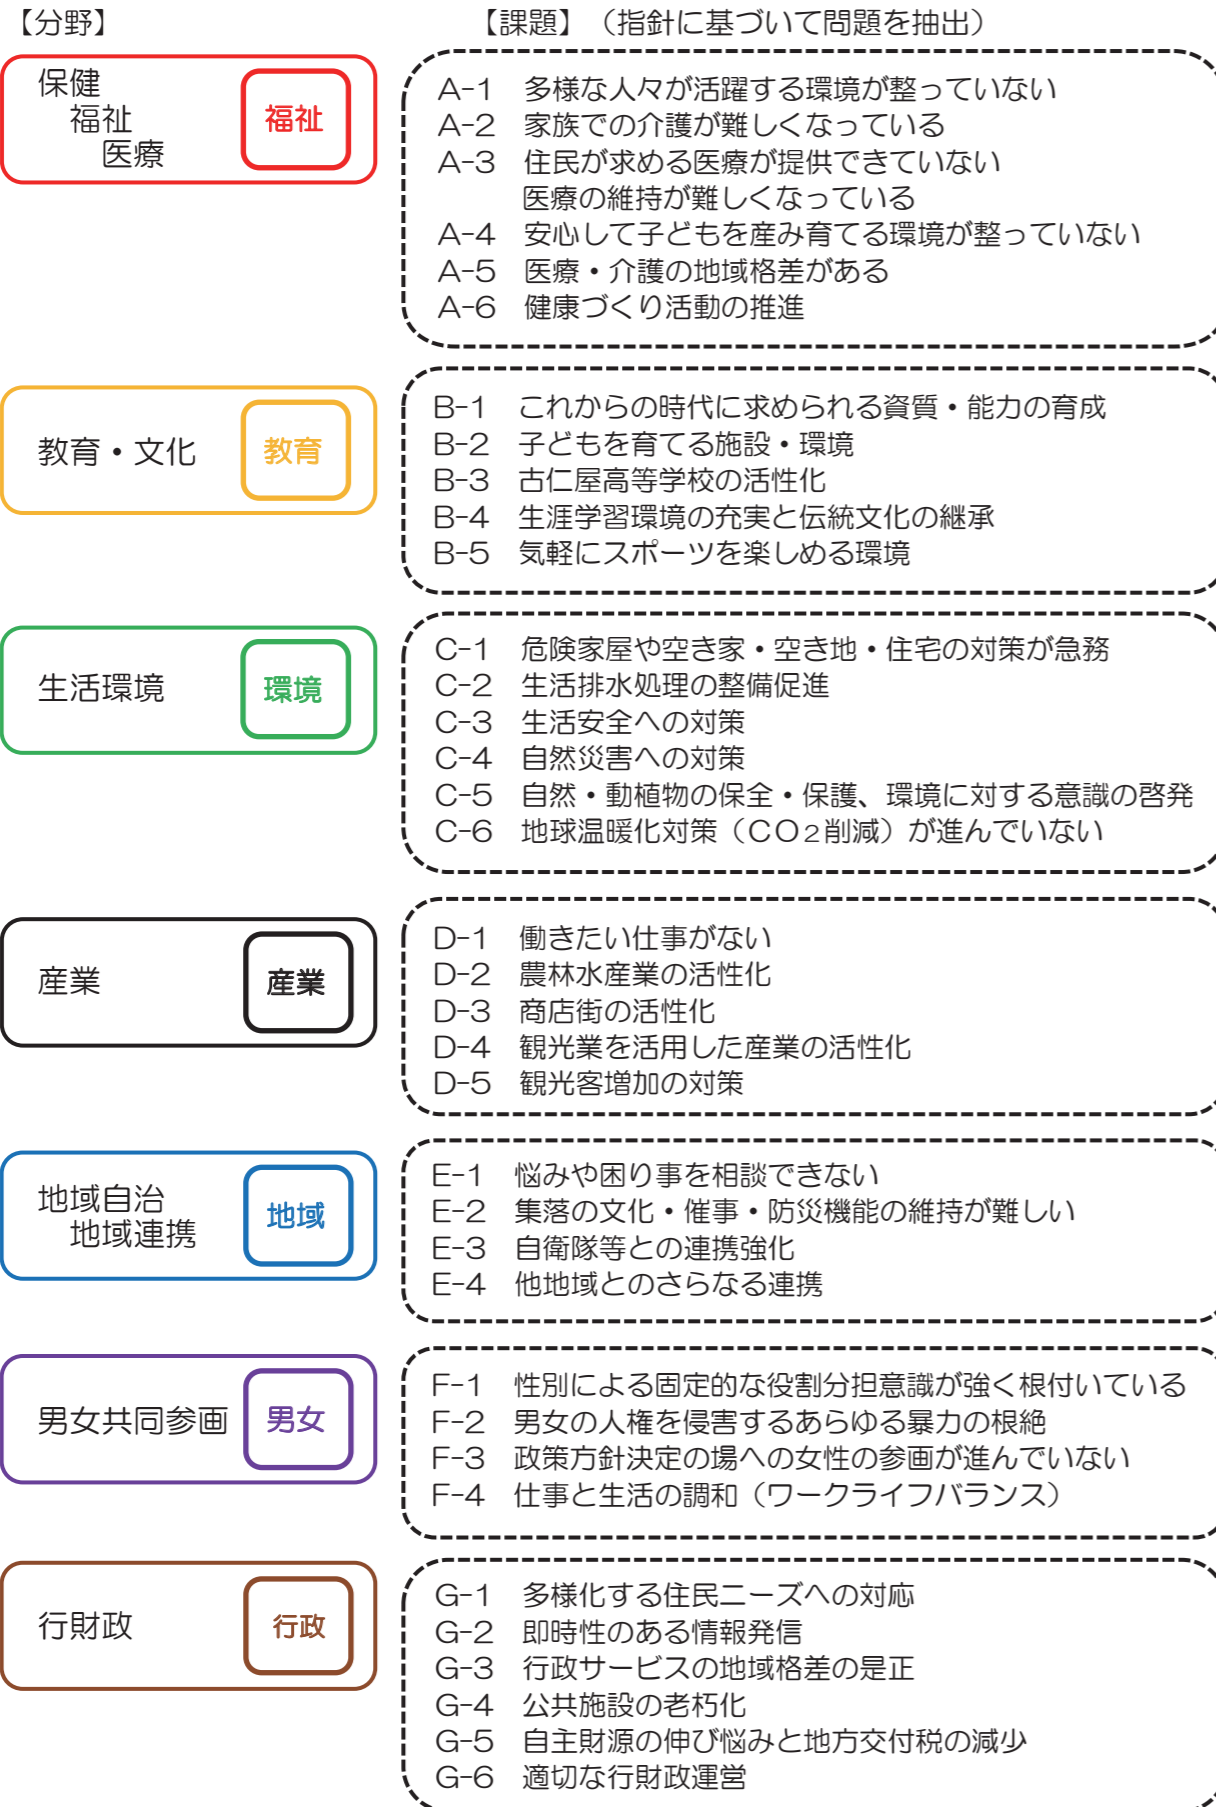 【分野】
【課題】（指針に基づいて問題を抽出）
保健
福祉
医療
福祉
A-1 多様な人々が活躍する環境が整っていない
A-2 家族での介護が難しくなっている
A-3 住民が求める医療が提供できていない
医療の維持が難しくなっている
A-4 安心して子どもを産み育てる環境が整っていない
A-5 医療・介護の地域格差がある
A-6 健康づくり活動の推進
教育・文化
教育
B-1 これからの時代に求められる資質・能力の育成
B-2 子どもを育てる施設・環境
B-3 古仁屋高等学校の活性化
B-4 生涯学習環境の充実と伝統文化の継承
B-5 気軽にスポーツを楽しめる環境
生活環境
環境
C-1 危険家屋や空き家・空き地・住宅の対策が急務
C-2 生活排水処理の整備促進
C-3 生活安全への対策
C-4 自然災害への対策
C-5 自然・動植物の保全・保護、環境に対する意識の啓発
C-6 地球温暖化対策（CO2削減）が進んでいない
産業
産業
D-1 働きたい仕事がない
D-2 農林水産業の活性化
D-3 商店街の活性化
D-4 観光業を活用した産業の活性化
D-5 観光客増加の対策
地域自治
地域連携
地域
E-1 悩みや困り事を相談できない
E-2 集落の文化・催事・防災機能の維持が難しい
E-3 自衛隊等との連携強化
E-4 他地域とのさらなる連携
男女共同参画
男女
F-1 性別による固定的な役割分担意識が強く根付いている
F-2 男女の人権を侵害するあらゆる暴力の根絶
F-3 政策方針決定の場への女性の参画が進んでいない
F-4 仕事と生活の調和（ワークライフバランス）
行財政
行政
G-1 多様化する住民ニーズへの対応
G-2 即時性のある情報発信
G-3 行政サービスの地域格差の是正
G-4 公共施設の老朽化
G-5 自主財源の伸び悩みと地方交付税の減少
G-6 適切な行財政運営